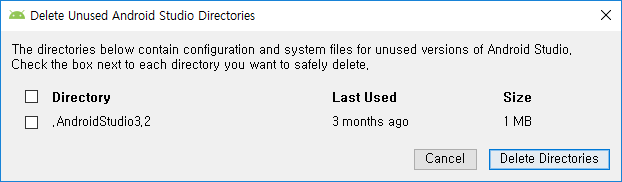 Delete Unused Android Studio Directories
The directories below contain configuration and system files for unused versions of Android Studio.
Check the box next to each directory you want to safely delete.
Directory Last Used Size
.AndroidStudio3.2 3 months ago 1 MB
Cancel Delete Directories